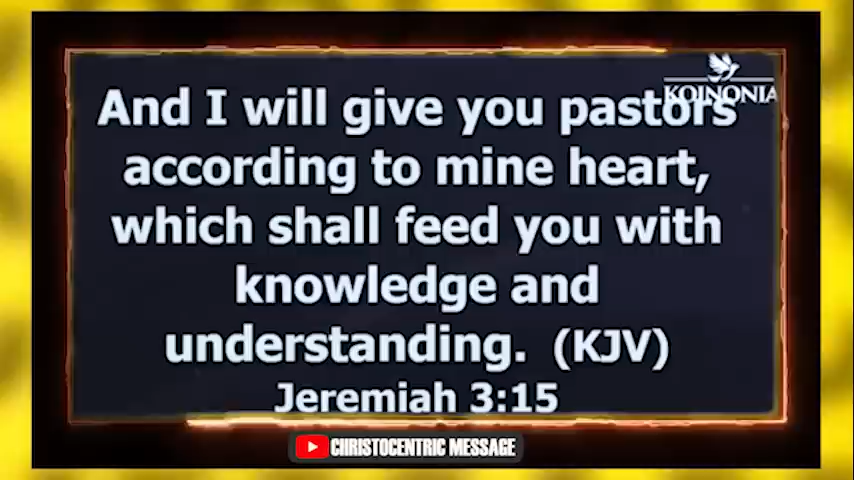 KOINONIA
And I will give you pastors
according to mine heart,
which shall feed you with
knowledge and
understanding. (KJV)
Jeremiah 3:15
CHRISTOCENTRIC MESSAGE